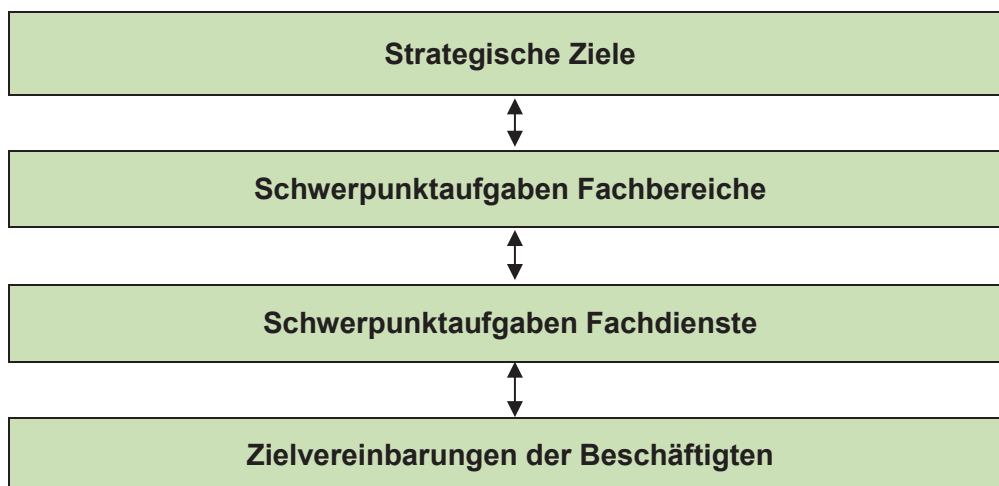 Strategische Ziele
Schwerpunktaufgaben Fachbereiche
Schwerpunktaufgaben Fachdienste
Zielvereinbarungen der Beschäftigten